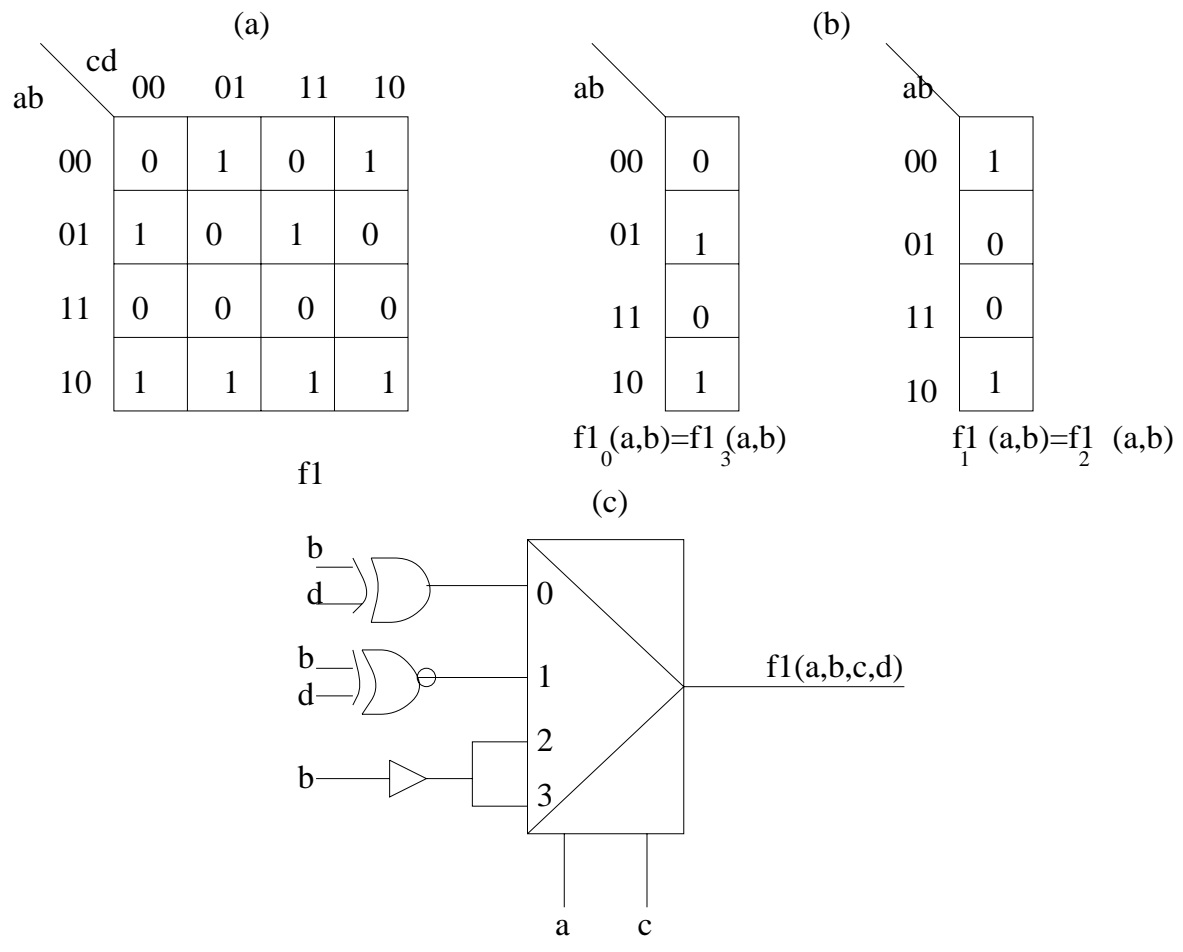 (a)
cd
ab
00 01 11 10
00 0 1 0 1
01 1 0 1 0
11 0 0 0 0
10 1 1 1 1
f1
(b)
ab
00 0
01 1
11 0
10 1
f1₀(a,b)=f1₃(a,b)
ab
00 1
01 0
11 0
10 1
f1₁(a,b)=f1₂(a,b)
(c)
b
d
0
b
d
1
2
b
3
f1(a,b,c,d)
a c